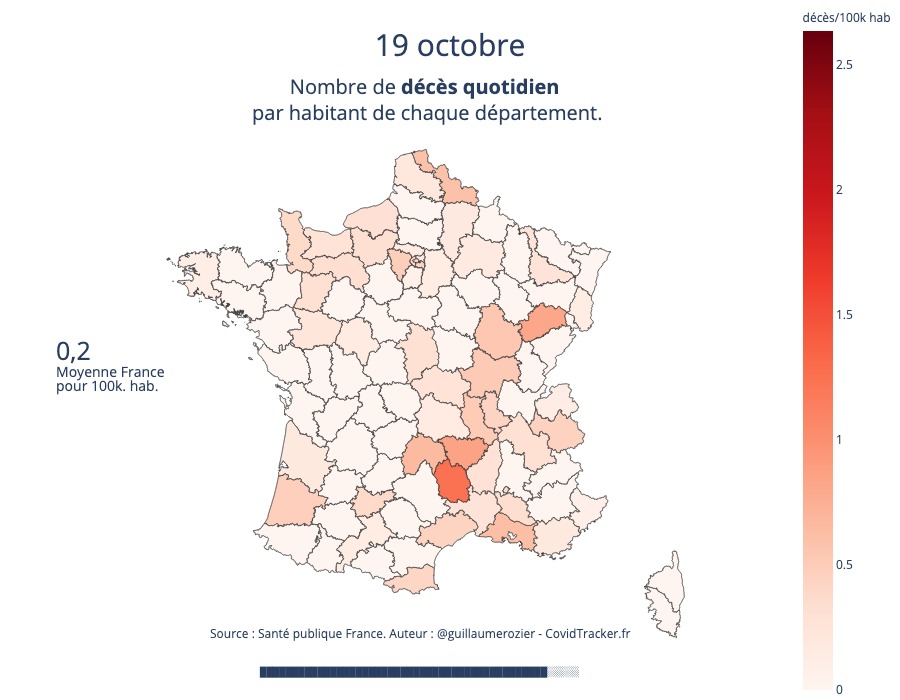 décès/100k hab
19 octobre
Nombre de décès quotidien
par habitant de chaque département.
2.5
2
1.5
1
0.5
0
0,2
Moyenne France
pour 100k. hab.
Source : Santé publique France. Auteur : @guillaumerozier - CovidTracker.fr